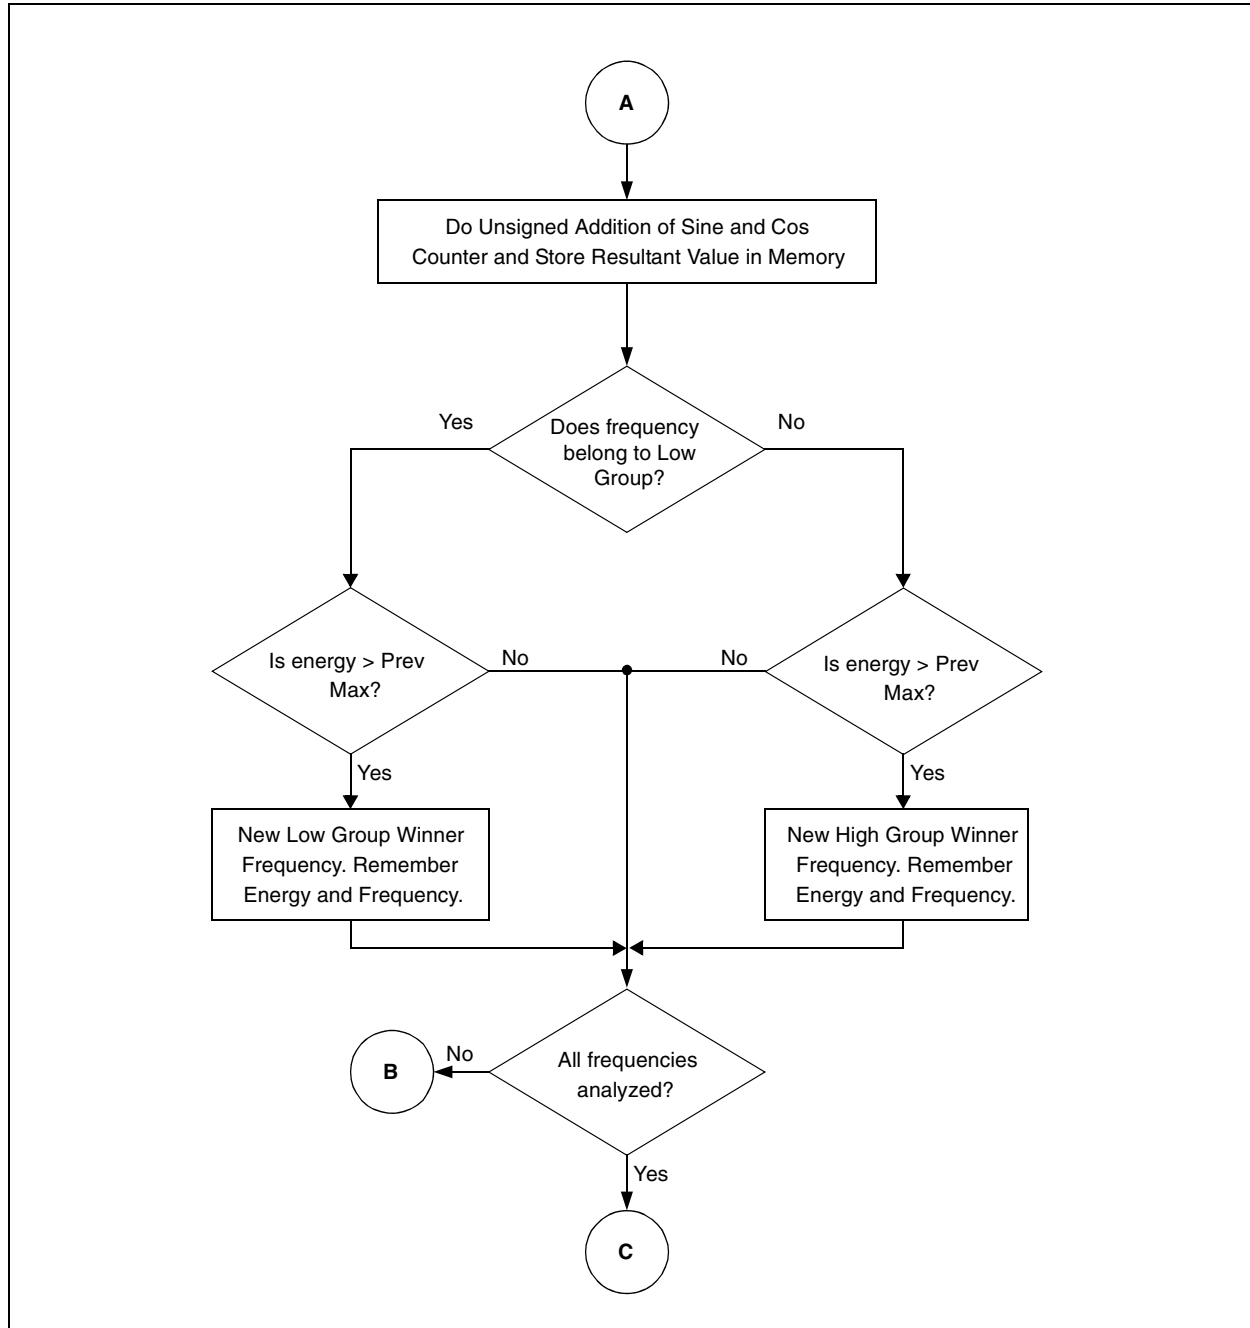 A
Do Unsigned Addition of Sine and Cos
Counter and Store Resultant Value in Memory
Yes
No
Does frequency
belong to Low
Group?
Is energy > Prev
Max?
No
No
Is energy > Prev
Max?
Yes
Yes
New Low Group Winner
Frequency. Remember
Energy and Frequency.
New High Group Winner
Frequency. Remember
Energy and Frequency.
B
No
All frequencies
analyzed?
Yes
C